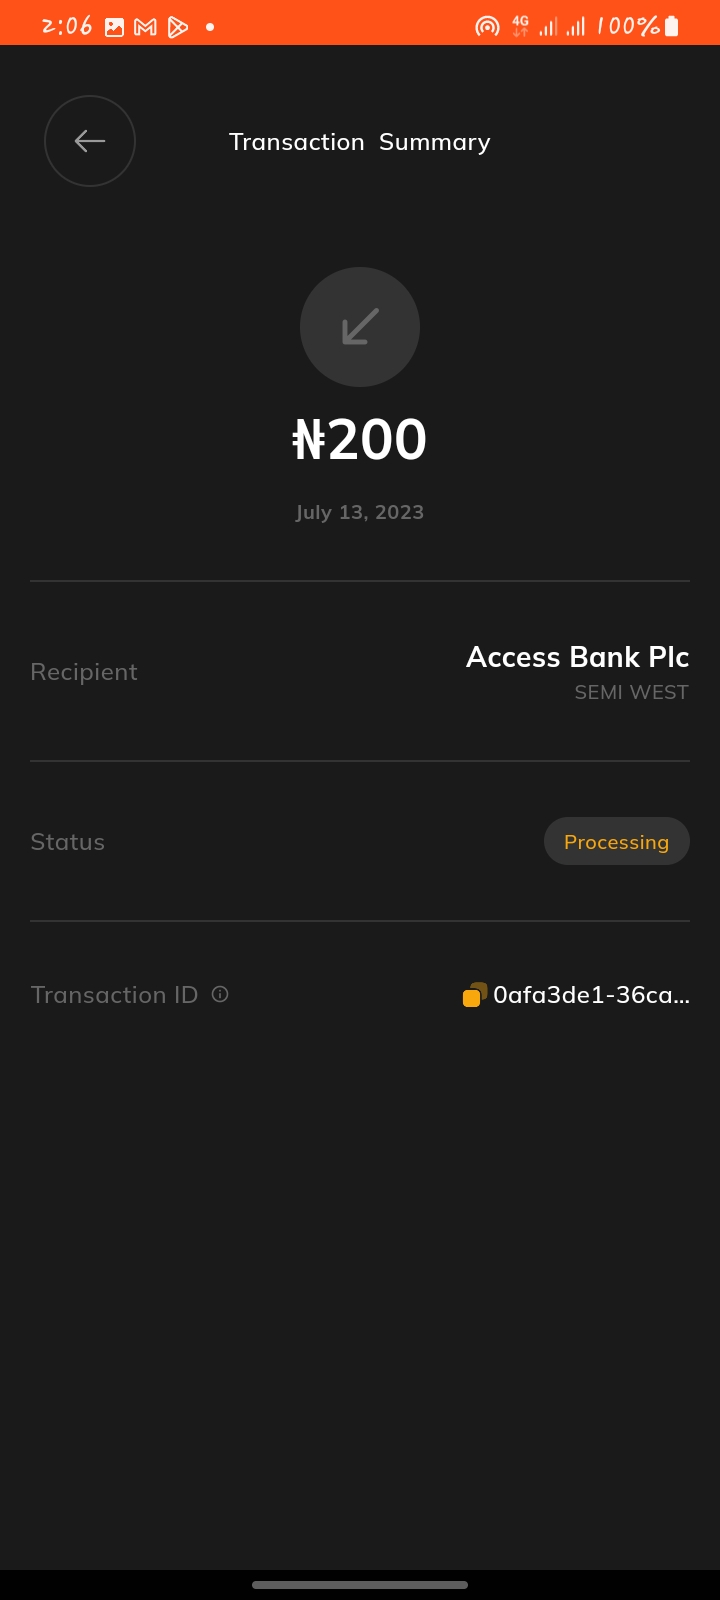 2:06 4G 100%
Transaction Summary
₦200
July 13, 2023
Recipient
Access Bank Plc
SEMI WEST
Status
Processing
Transaction ID
0afa3de1-36ca...